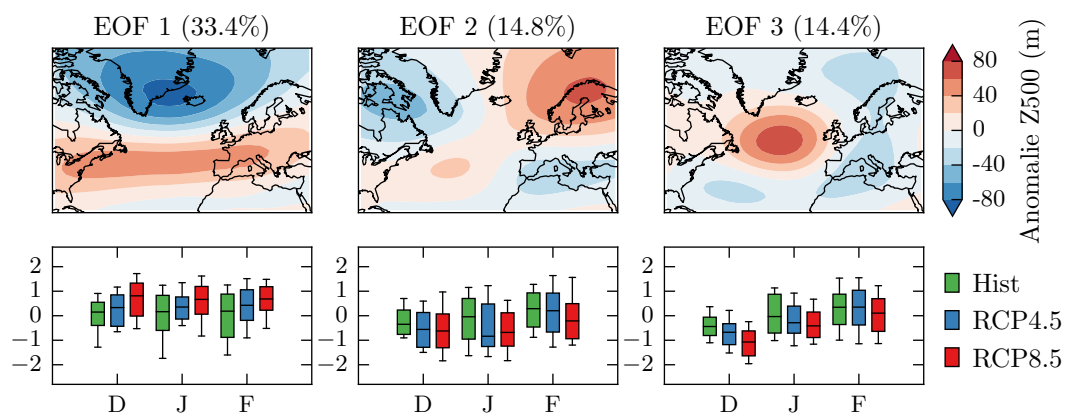 EOF 1 (33.4%) EOF 2 (14.8%) EOF 3 (14.4%)
80
40
0
-40
-80
Anomalie Z500 (m)
2
1
0
−1
−2
D J F
2
1
0
−1
−2
D J F
2
1
0
−1
−2
D J F
Hist
RCP4.5
RCP8.5